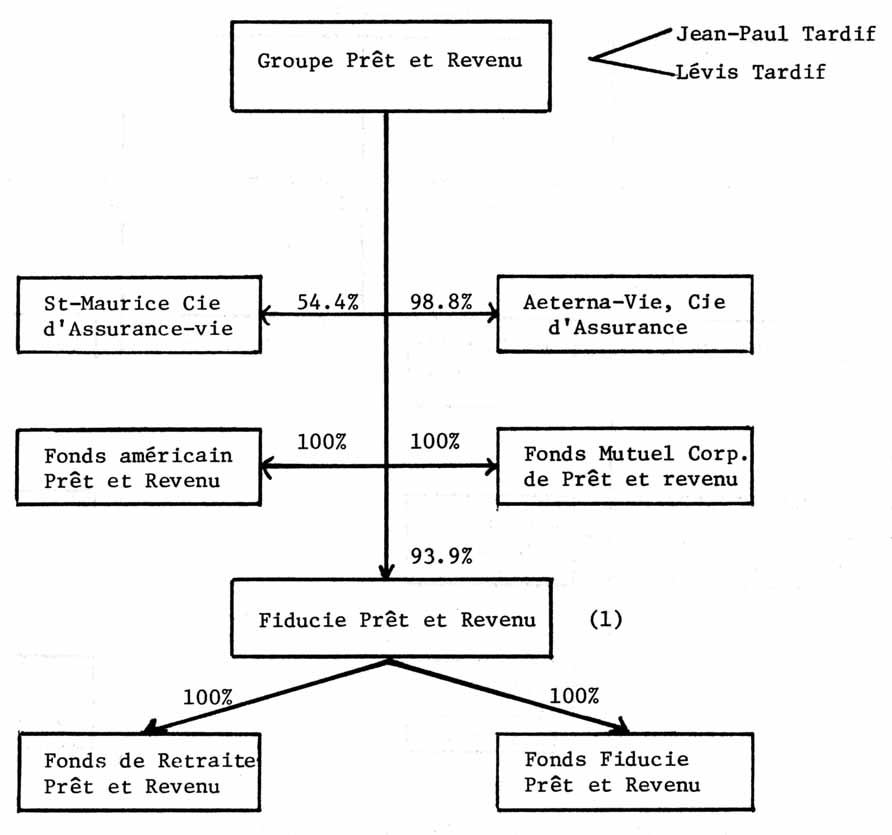 Groupe Prêt et Revenu
Jean-Paul Tardif
Lévis Tardif
St-Maurice Cie
d'Assurance-vie
54.4%
98.8%
Aeterna-Vie, Cie
d'Assurance
Fonds américain
Prêt et Revenu
100%
100%
Fonds Mutuel Corp.
de Prêt et revenu
93.9%
Fiducie Prêt et Revenu
(1)
100%
100%
Fonds de Retraite
Prêt et Revenu
Fonds Fiducie
Prêt et Revenu